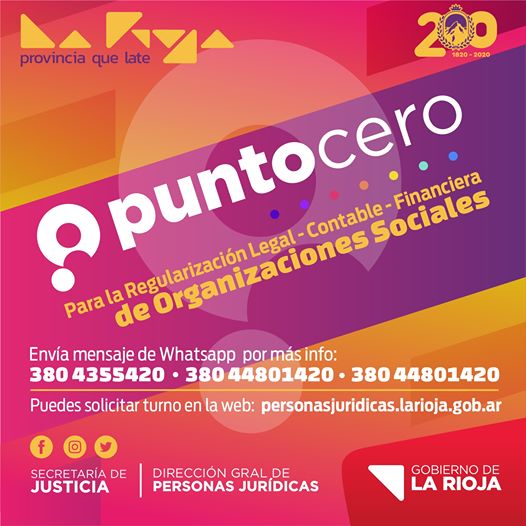 La Rioja
provincia que late
200
1820 - 2020
puntocero
Para la Regularización Legal - Contable - Financiera
de Organizaciones Sociales
Envía mensaje de Whatsapp por más info:
380 4355420 • 380 44801420 • 380 44801420
Puedes solicitar turno en la web: personasjuridicas.larioja.gob.ar
SECRETARÍA DE
JUSTICIA
DIRECCIÓN GRAL DE
PERSONAS JURÍDICAS
GOBIERNO DE
LA RIOJA